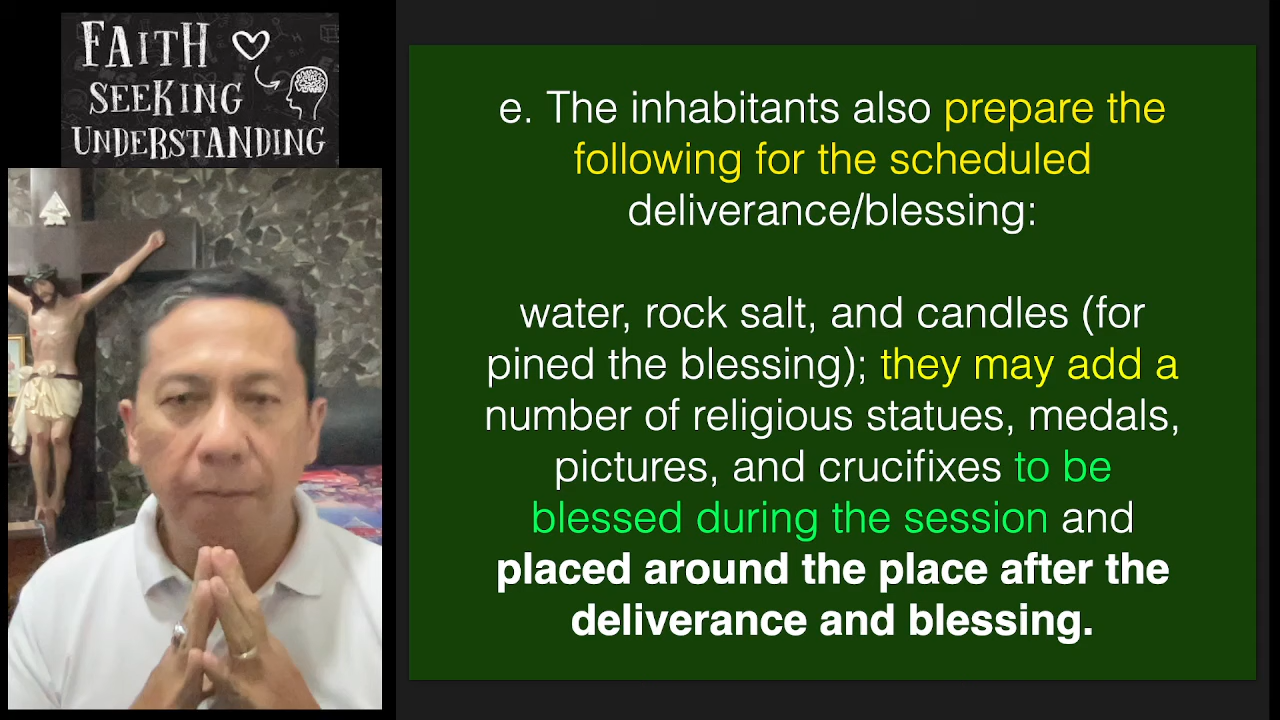 FAITH
SEEKING
UNDERSTANDING
e. The inhabitants also prepare the
following for the scheduled
deliverance/blessing:
water, rock salt, and candles (for
pined the blessing); they may add a
number of religious statues, medals,
pictures, and crucifixes to be
blessed during the session and
placed around the place after the
deliverance and blessing.